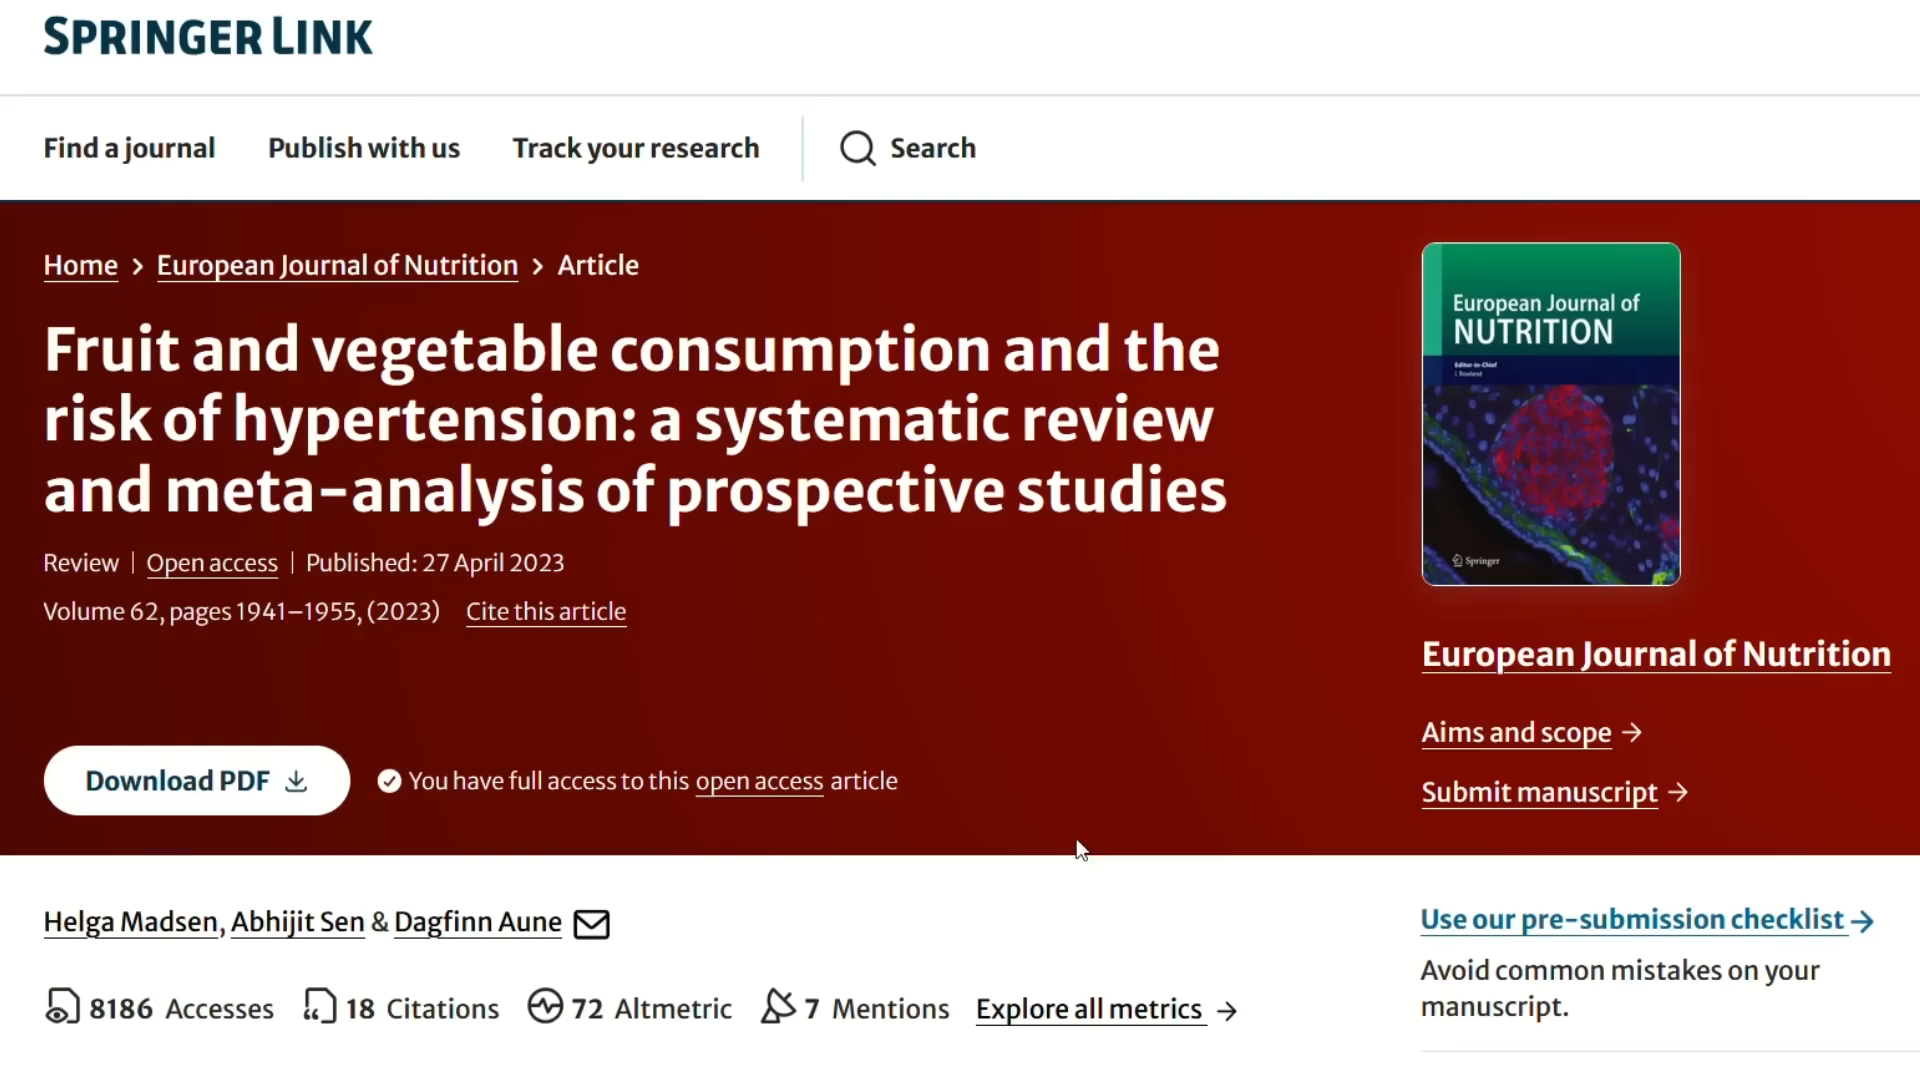 SPRINGER LINK
Find a journal Publish with us Track your research Search
Home > European Journal of Nutrition > Article
Fruit and vegetable consumption and the
risk of hypertension: a systematic review
and meta-analysis of prospective studies
Review | Open access | Published: 27 April 2023
Volume 62, pages 1941–1955, (2023) Cite this article
Download PDF
You have full access to this open access article
European Journal of
NUTRITION
Editor-in-Chief
I. Rowland
Springer
European Journal of Nutrition
Aims and scope →
Submit manuscript →
Helga Madsen, Abhijit Sen & Dagfinn Aune
8186 Accesses 18 Citations 72 Altmetric 7 Mentions Explore all metrics →
Use our pre-submission checklist →
Avoid common mistakes on your
manuscript.